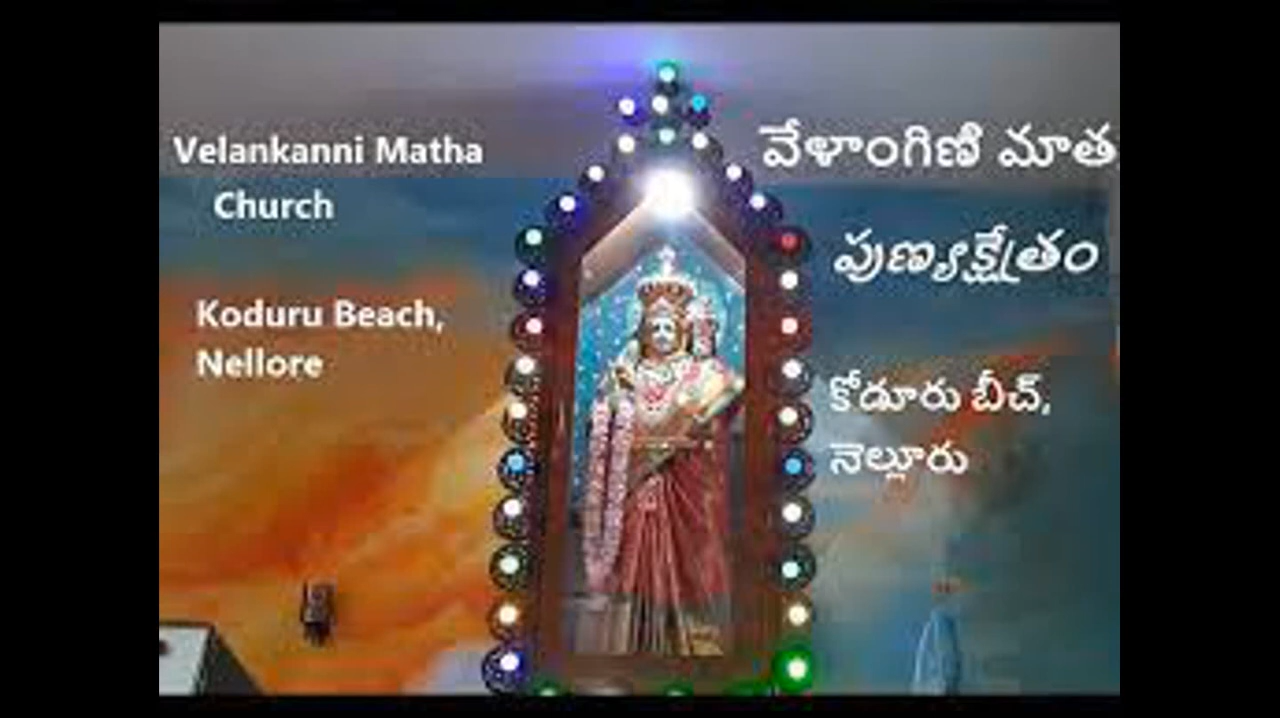 Velankanni Matha
Church
Koduru Beach,
Nellore
వేళాంగిణి మాత
పుణ్యక్షేత్రం
కోడూరు బీచ్,
నెల్లూరు